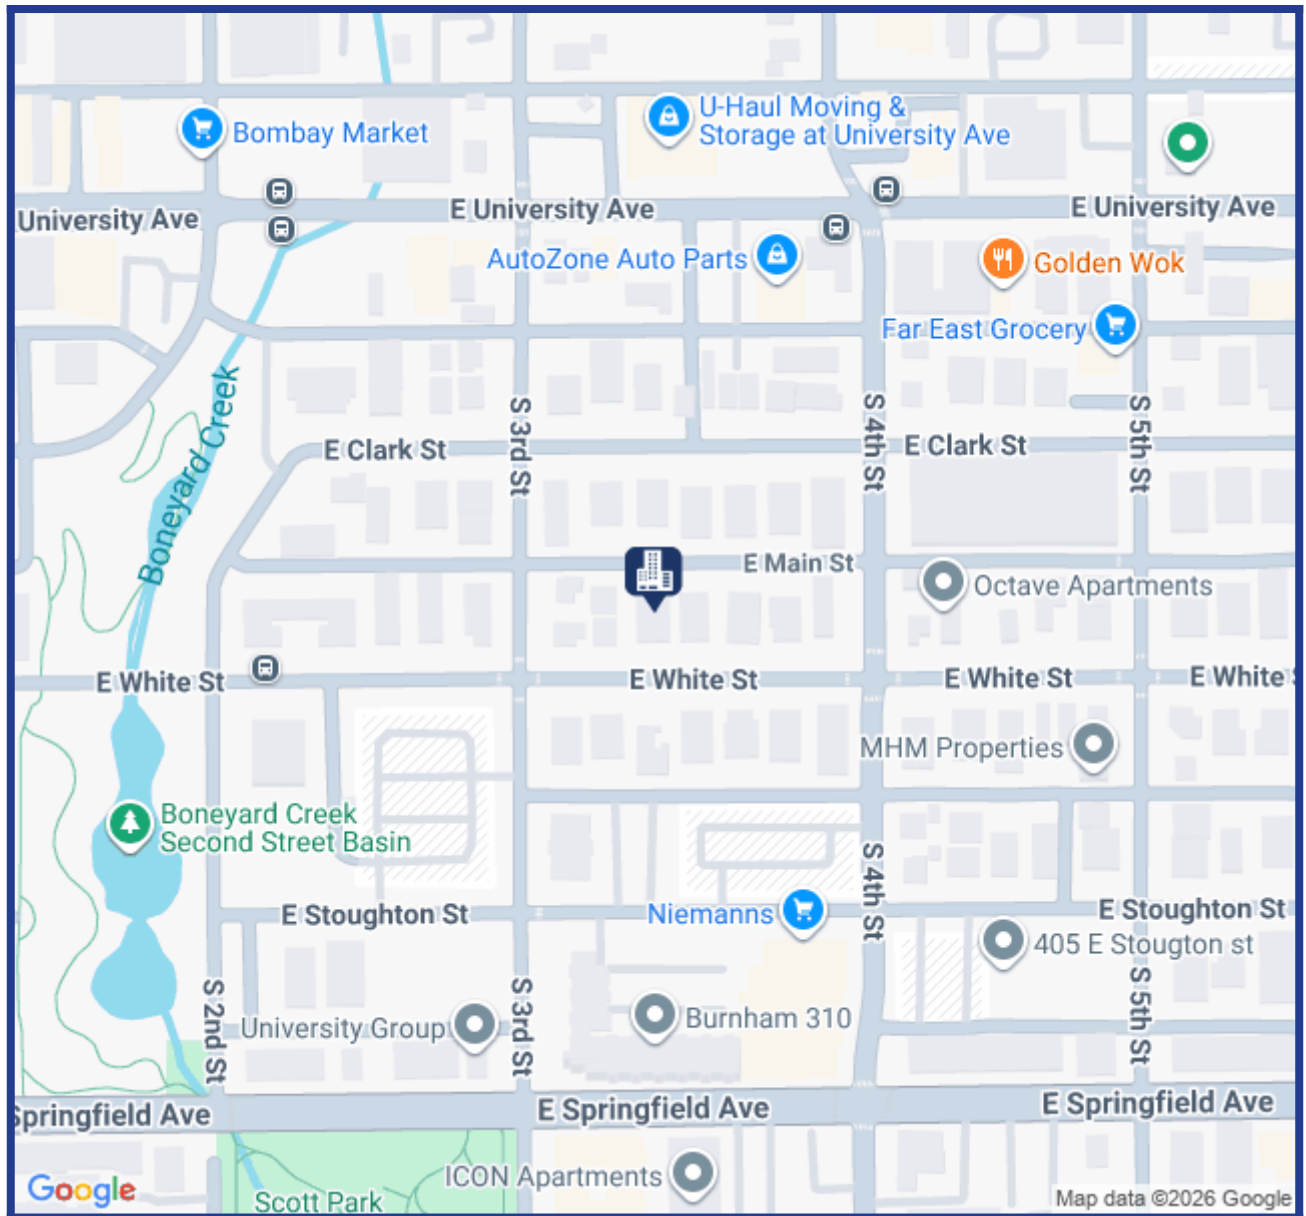 U-Haul Moving &
Storage at University Ave
Bombay Market
University Ave
E University Ave
E University Ave
AutoZone Auto Parts
Golden Wok
Far East Grocery
Boneyard Creek
S 3rd St
S 4th St
S 5th St
E Clark St
E Clark St
E Main St
Octave Apartments
E White St
E White St
E White St
E White S
MHM Properties
Boneyard Creek
Second Street Basin
S 4th St
E Stoughton St
Niemanns
E Stoughton St
405 E Stougton st
S 2nd St
S 3rd St
S 5th St
University Group
Burnham 310
Springfield Ave
E Springfield Ave
E Springfield Ave
ICON Apartments
Scott Park
Google
Map data ©2026 Google